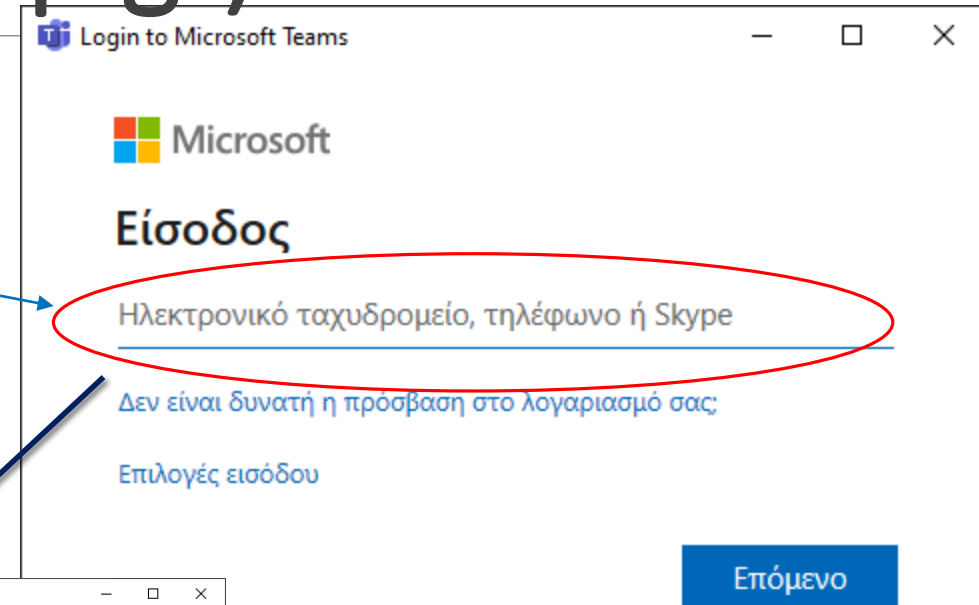 Login to Microsoft Teams
Microsoft
Είσοδος
Ηλεκτρονικό ταχυδρομείο, τηλέφωνο ή Skype
Δεν είναι δυνατή η πρόσβαση στο λογαριασμό σας;
Επιλογές εισόδου
Επόμενο